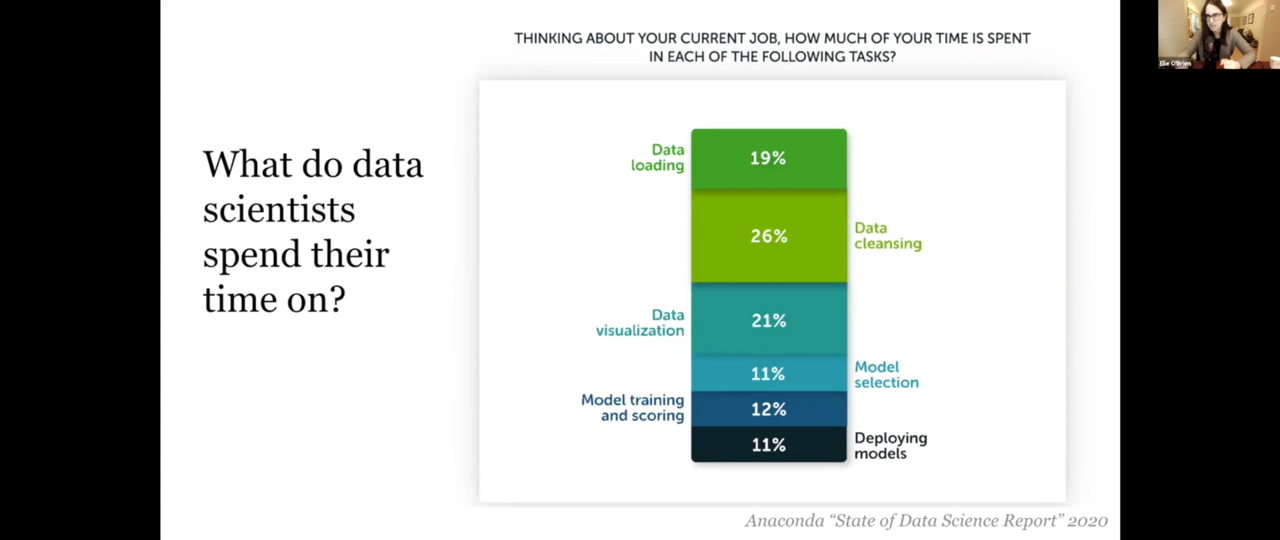 THINKING ABOUT YOUR CURRENT JOB, HOW MUCH OF YOUR TIME IS SPENT
IN EACH OF THE FOLLOWING TASKS?
What do data
scientists
spend their
time on?
Data
loading
19%
26%
Data
cleansing
Data
visualization
21%
11%
Model
selection
Model training
and scoring
12%
11%
Deploying
models
Anaconda “State of Data Science Report” 2020
Elle O'Brien